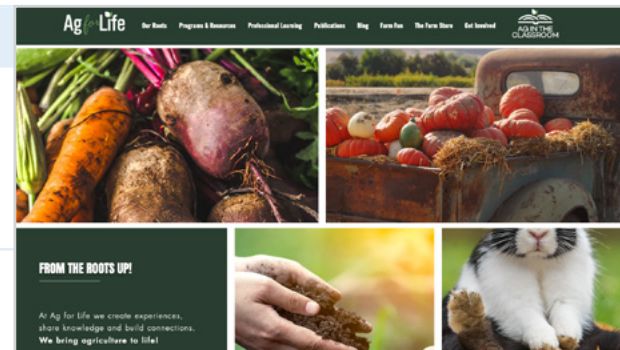 Ag for Life
Our Roots Programs & Resources Professional Learning Publications Blog Farm Fun The Farm Store Get Involved
AG IN THE
CLASSROOM
FROM THE ROOTS UP!
At Ag for Life we create experiences,
share knowledge and build connections.
We bring agriculture to life!